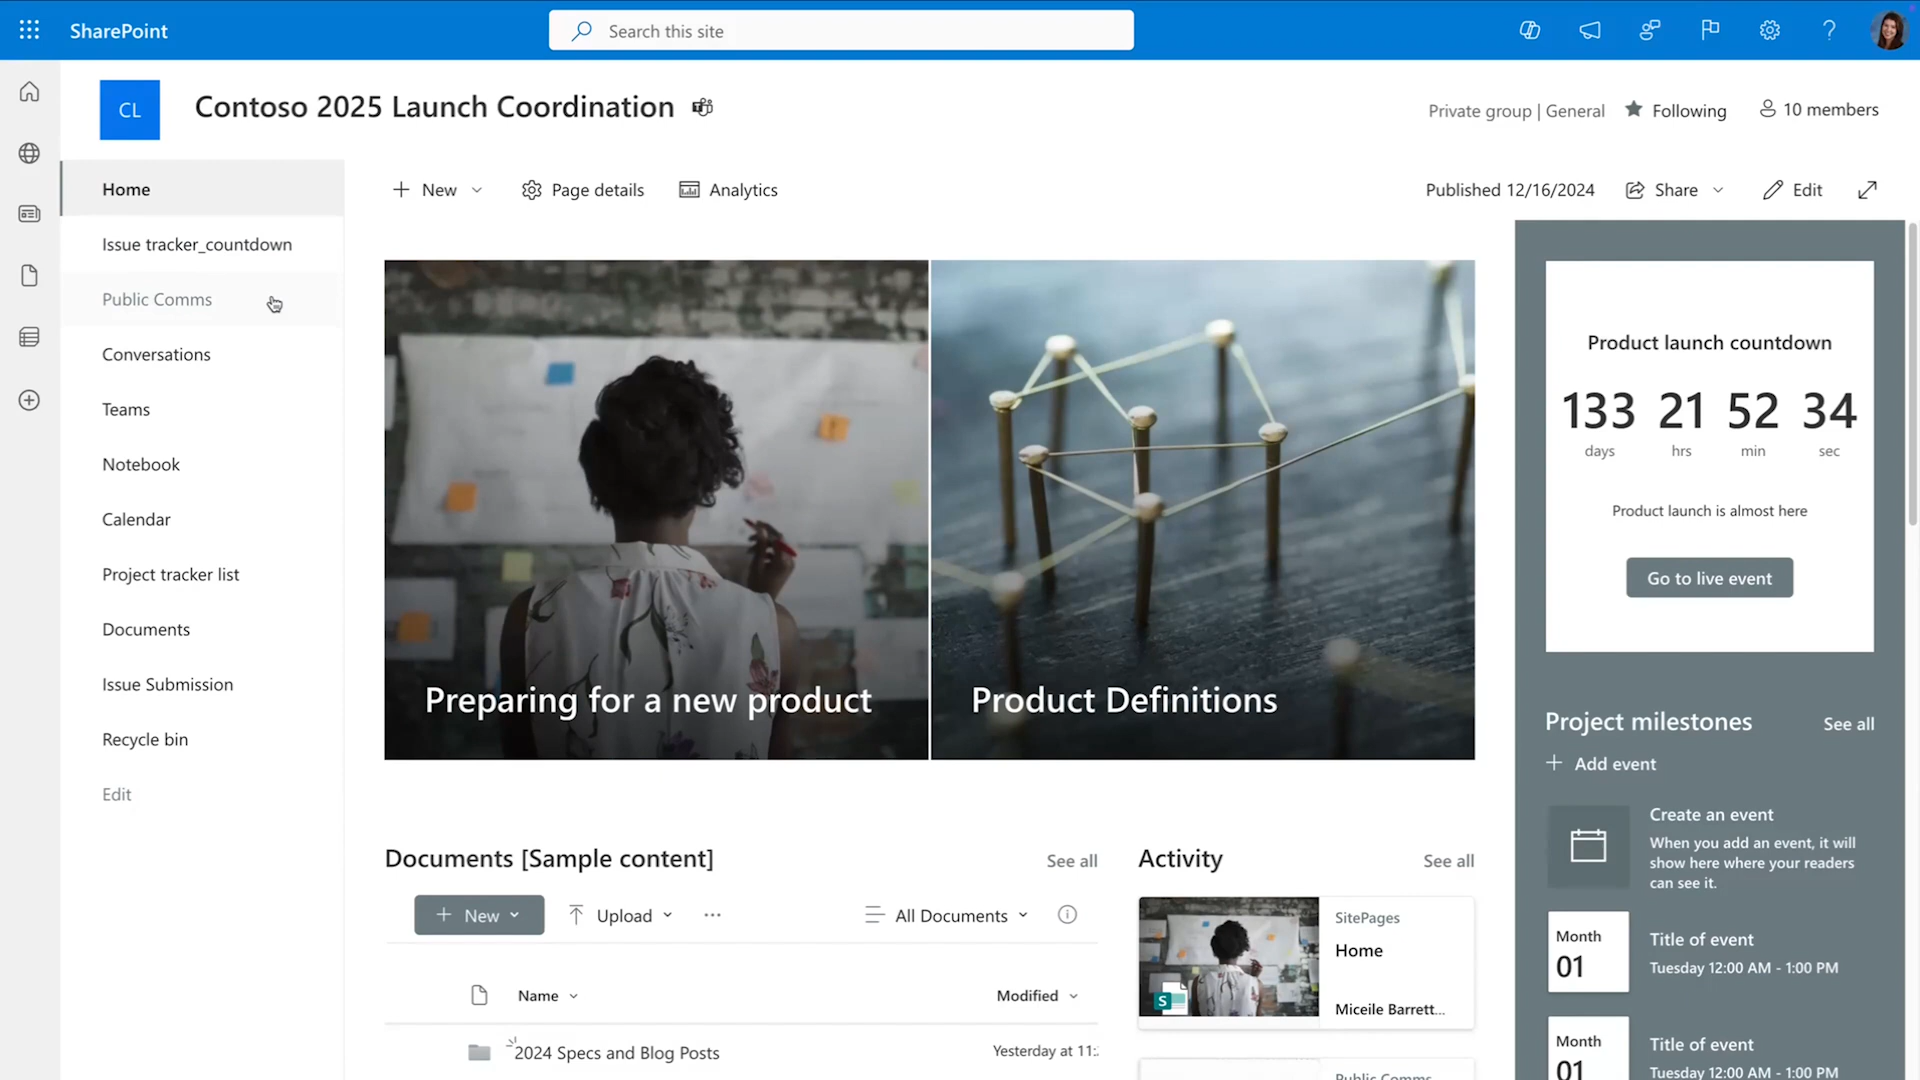 SharePoint
Search this site
CL
Contoso 2025 Launch Coordination
Private group | General
Following
10 members
Home
Issue tracker_countdown
Public Comms
Conversations
Teams
Notebook
Calendar
Project tracker list
Documents
Issue Submission
Recycle bin
Edit
New
Page details
Analytics
Published 12/16/2024
Share
Edit
Preparing for a new product
Product Definitions
Product launch countdown
133 21 52 34
days hrs min sec
Product launch is almost here
Go to live event
Project milestones
See all
Add event
Create an event
When you add an event, it will
show here where your readers
can see it.
Month
01
Title of event
Tuesday 12:00 AM - 1:00 PM
Month
01
Title of event
Tuesday 12:00 AM - 1:00 PM
Documents [Sample content]
See all
New
Upload
All Documents
Name
Modified
2024 Specs and Blog Posts
Yesterday at 11:
Activity
See all
S
SitePages
Home
Miceile Barrett...
Public Comms